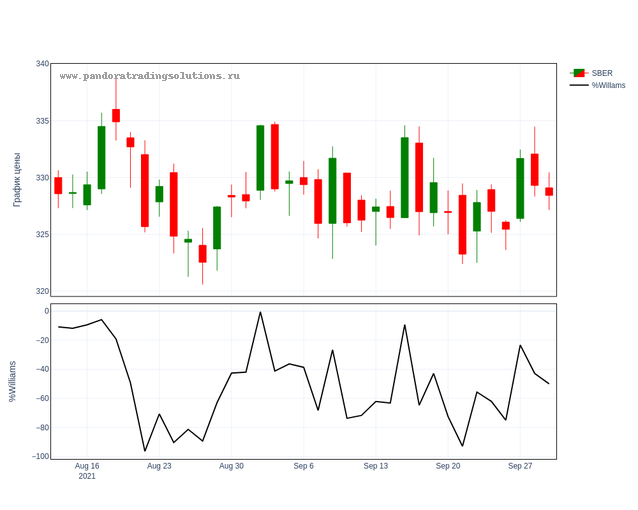 www.pandoratradingsolutions.ru
SBER
%Willams
График цены
340
335
330
325
320
%Williams
0
−20
−40
−60
−80
−100
Aug 16
2021
Aug 23
Aug 30
Sep 6
Sep 13
Sep 20
Sep 27